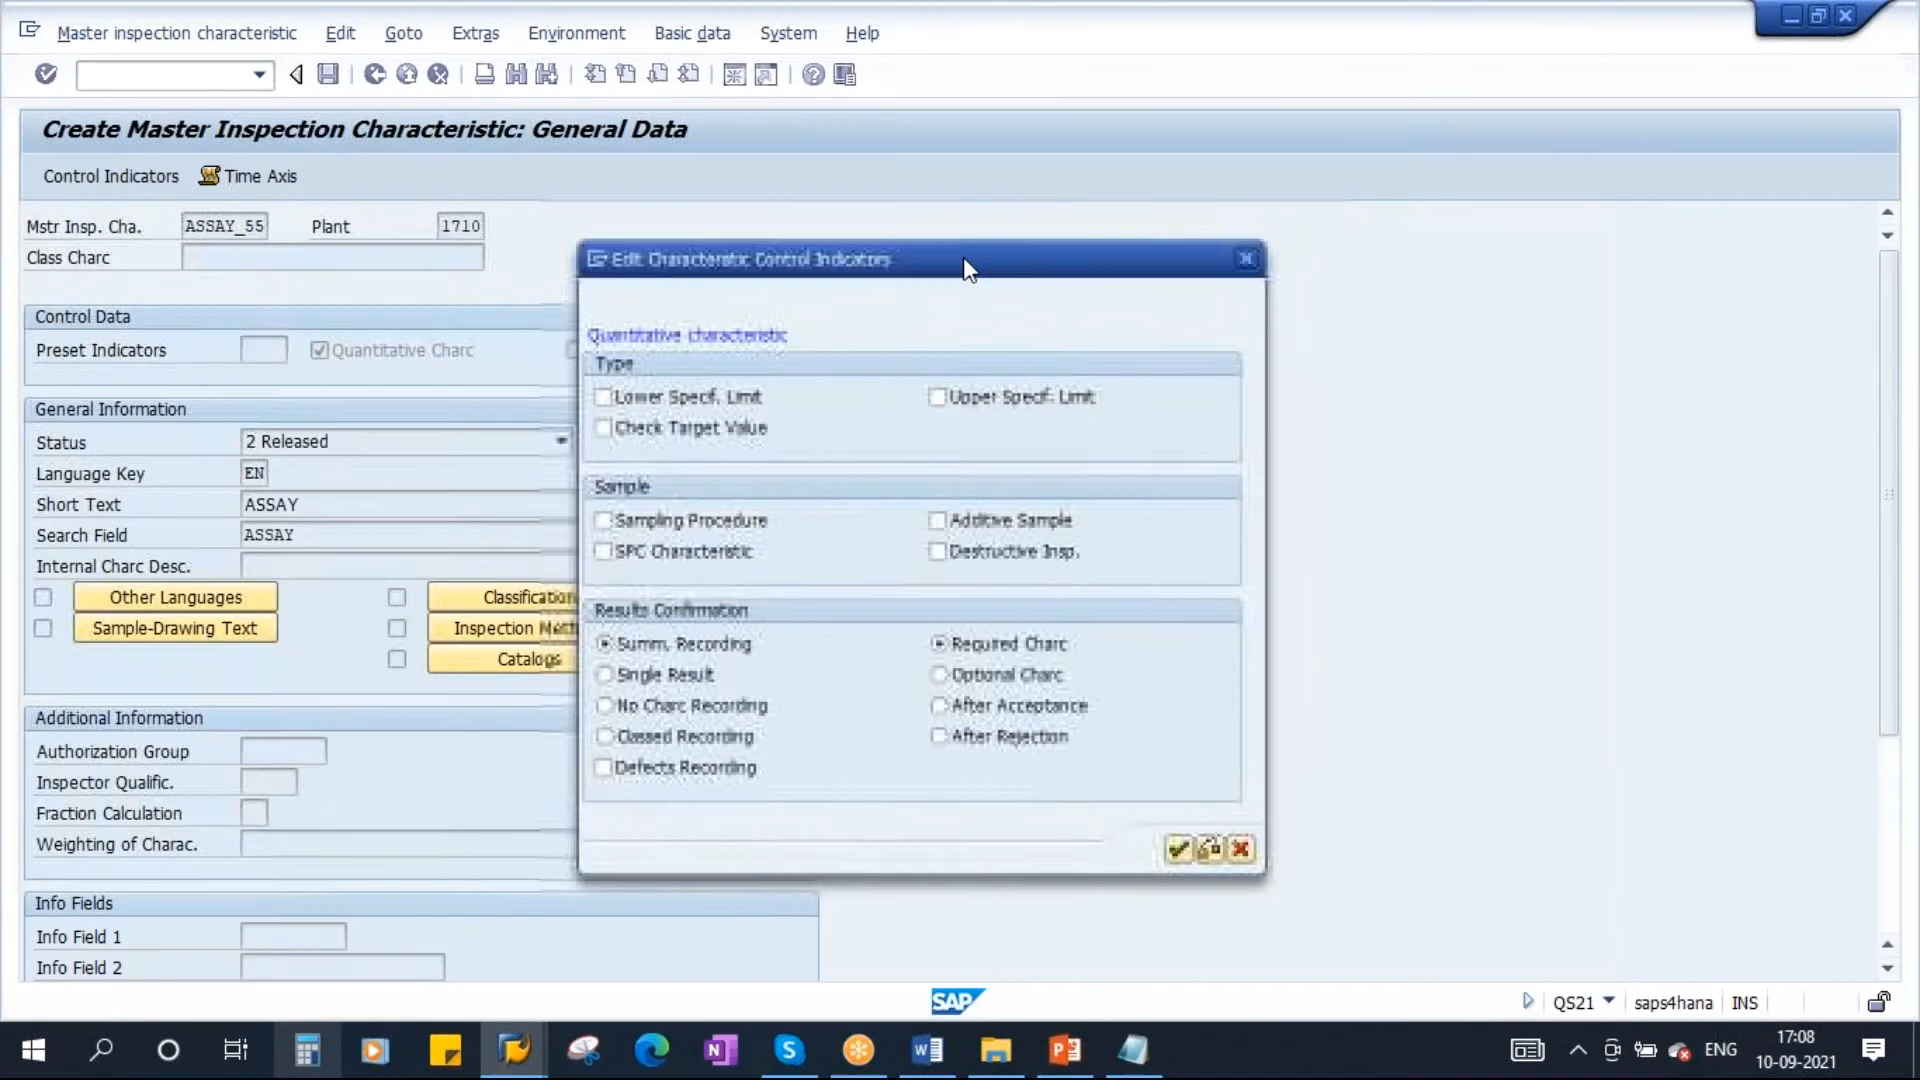 Master inspection characteristic Edit Goto Extras Environment Basic data System Help
Create Master Inspection Characteristic: General Data
Control Indicators Time Axis
Mstr Insp. Cha. ASSAY_55 Plant 1710
Class Charc
Control Data
Preset Indicators Quantitative Charc
General Information
Status 2 Released
Language Key EN
Short Text ASSAY
Search Field ASSAY
Internal Charc Desc.
Other Languages Classification
Sample-Drawing Text Inspection Meth
Catalogs
Additional Information
Authorization Group
Inspector Qualific.
Fraction Calculation
Weighting of Charac.
Info Fields
Info Field 1
Info Field 2
Edit Characteristic Control Indicators
Quantitative characteristic
Type
Lower Specif. Limit Upper Specif. Limit
Check Target Value
Sample
Sampling Procedure Additive Sample
SPC Characteristic Destructive Insp.
Results Confirmation
Summ. Recording Required Charc
Single Result Optional Charc
No Charc Recording After Acceptance
Classed Recording After Rejection
Defects Recording
SAP
QS21 saps4hana INS
ENG
17:08
10-09-2021